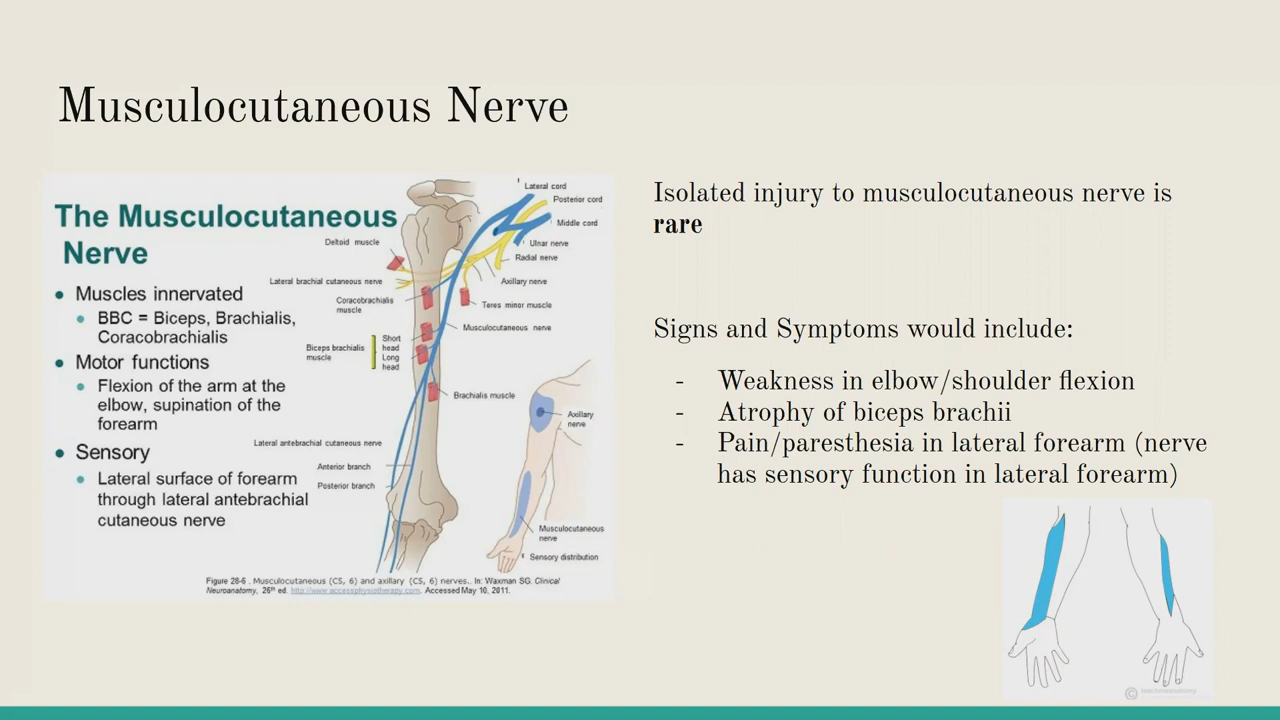 Musculocutaneous Nerve
The Musculocutaneous
Nerve
• Muscles innervated
• BBC = Biceps, Brachialis,
Coracobrachialis
• Motor functions
• Flexion of the arm at the
elbow, supination of the
forearm
• Sensory
• Lateral surface of forearm
through lateral antebrachial
cutaneous nerve
Lateral cord
Posterior cord
Middle cord
Ulnar nerve
Radial nerve
Deltoid muscle
Lateral brachial cutaneous nerve
Axillary nerve
Coracobrachialis
muscle
Teres minor muscle
Musculocutaneous nerve
Biceps brachialis
muscle
Short
head
Long
head
Brachialis muscle
Axillary
nerve
Lateral antebrachial cutaneous nerve
Anterior branch
Posterior branch
Musculocutaneous
nerve
Sensory distribution
Figure 28-6 . Musculocutaneous (C5, 6) and axillary (C5, 6) nerves.. In: Waxman SG. Clinical
Neuroanatomy, 26th ed. http://www.accessphysiotherapy.com. Accessed May 10, 2011.
Isolated injury to musculocutaneous nerve is
rare
Signs and Symptoms would include:
- Weakness in elbow/shoulder flexion
- Atrophy of biceps brachii
- Pain/paresthesia in lateral forearm (nerve
has sensory function in lateral forearm)
© teachmeanatomy